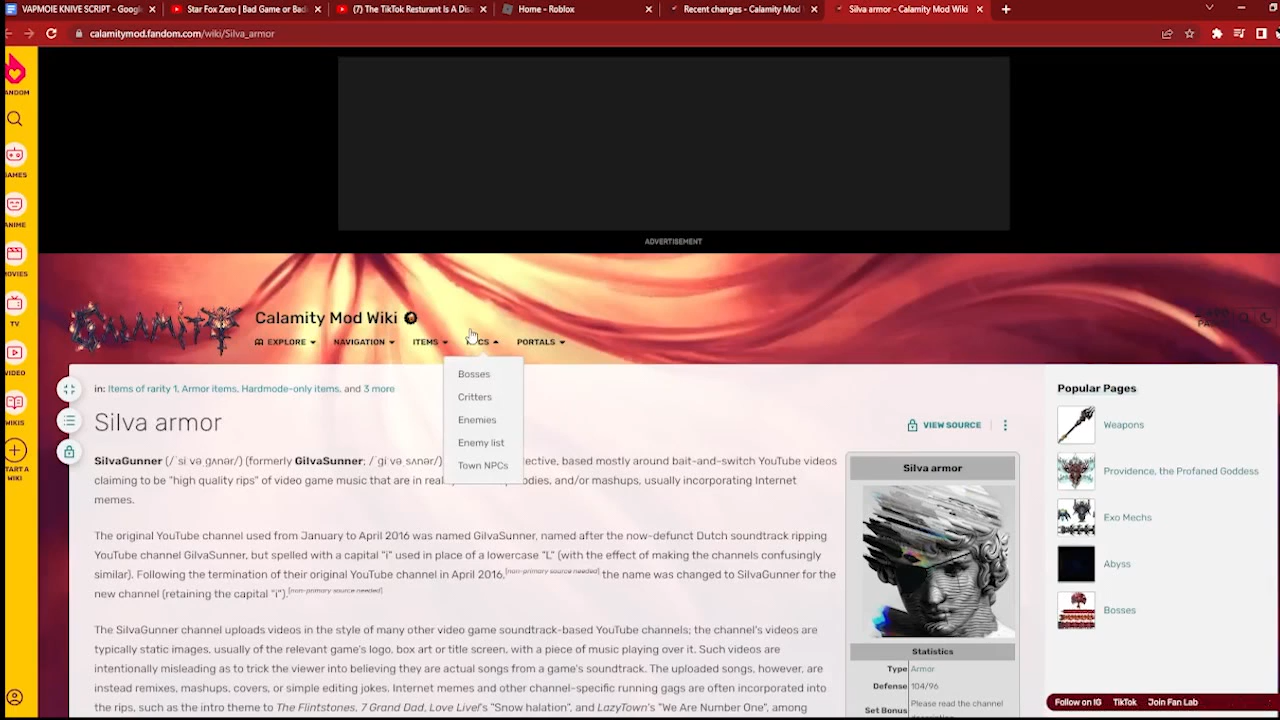 VAPMOIE KNIVE SCRIPT - Google
Star Fox Zero | Bad Game or Bad
(7) The TikTok Resturant Is A Dise
Home - Roblox
Recent changes - Calamity Mod
Silva armor - Calamity Mod Wiki
calamitymod.fandom.com/wiki/Silva_armor
ANDOM
AMES
ANIME
MOVIES
TV
VIDEO
WIKIS
START A
WIKI
ADVERTISEMENT
CALAMITY
Calamity Mod Wiki
EXPLORE
NAVIGATION
ITEMS
PORTALS
Bosses
Critters
Enemies
Enemy list
Town NPCs
in: Items of rarity 1, Armor items, Hardmode-only items, and 3 more
Silva armor
VIEW SOURCE
SilvaGunner (/ˈsi və ɡʌnər/) (formerly GilvaSunner; /ˈɡi və sʌnər/) ective, based mostly around bait-and-switch YouTube videos
claiming to be "high quality rips" of video game music that are in real odies, and/or mashups, usually incorporating Internet
memes.
The original YouTube channel used from January to April 2016 was named GilvaSunner, named after the now-defunct Dutch soundtrack ripping
YouTube channel GilvaSunner, but spelled with a capital "i" used in place of a lowercase "L" (with the effect of making the channels confusingly
similar). Following the termination of their original YouTube channel in April 2016,[non-primary source needed] the name was changed to SilvaGunner for the
new channel (retaining the capital "i").[non-primary source needed]
The SilvaGunner channel uploads songs in the style of many other video game soundtrack-based YouTube channels; the channel's videos are
typically static images, usually of the relevant game's logo, box art or title screen, with a piece of music playing over it. Such videos are
intentionally misleading as to trick the viewer into believing they are actual songs from a game's soundtrack. The uploaded songs, however, are
instead remixes, mashups, covers, or simple editing jokes. Internet memes and other channel-specific running gags are often incorporated into
the rips, such as the intro theme to The Flintstones, 7 Grand Dad, Love Live!'s "Snow halation", and LazyTown's "We Are Number One", among
Silva armor
Statistics
Type Armor
Defense 104/96
Set Bonus Please read the channel
description
Popular Pages
Weapons
Providence, the Profaned Goddess
Exo Mechs
Abyss
Bosses
Follow on IG
TikTok
Join Fan Lab